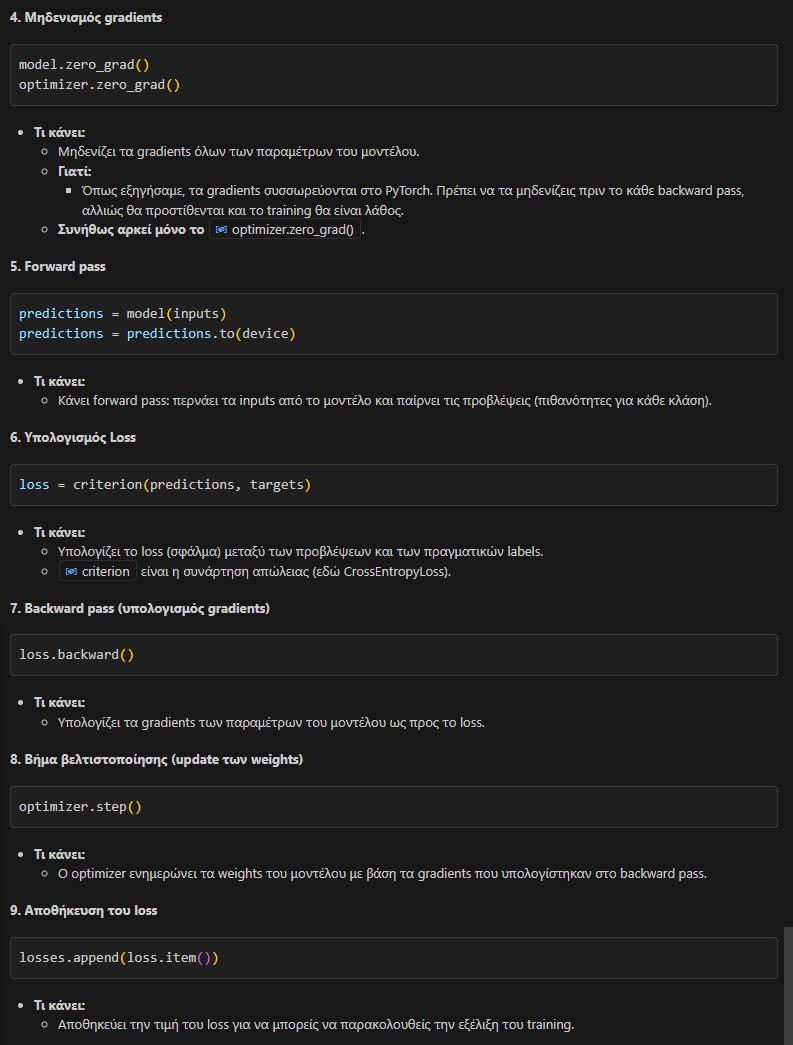 4. Μηδενισμός gradients
model.zero_grad()
optimizer.zero_grad()
Τι κάνει:
Μηδενίζει τα gradients όλων των παραμέτρων του μοντέλου.
Γιατί:
Όπως εξηγήσαμε, τα gradients συσσωρεύονται στο PyTorch. Πρέπει να τα μηδενίζεις πριν το κάθε backward pass,
αλλιώς θα προστίθενται και το training θα είναι λάθος.
Συνήθως αρκεί μόνο το optimizer.zero_grad().
5. Forward pass
predictions = model(inputs)
predictions = predictions.to(device)
Τι κάνει:
Κάνει forward pass: περνάει τα inputs από το μοντέλο και παίρνει τις προβλέψεις (πιθανότητες για κάθε κλάση).
6. Υπολογισμός Loss
loss = criterion(predictions, targets)
Τι κάνει:
Υπολογίζει το loss (σφάλμα) μεταξύ των προβλέψεων και των πραγματικών labels.
criterion είναι η συνάρτηση απώλειας (εδώ CrossEntropyLoss).
7. Backward pass (υπολογισμός gradients)
loss.backward()
Τι κάνει:
Υπολογίζει τα gradients των παραμέτρων του μοντέλου ως προς το loss.
8. Βήμα βελτιστοποίησης (update των weights)
optimizer.step()
Τι κάνει:
Ο optimizer ενημερώνει τα weights του μοντέλου με βάση τα gradients που υπολογίστηκαν στο backward pass.
9. Αποθήκευση του loss
losses.append(loss.item())
Τι κάνει:
Αποθηκεύει την τιμή του loss για να μπορείς να παρακολουθείς την εξέλιξη του training.